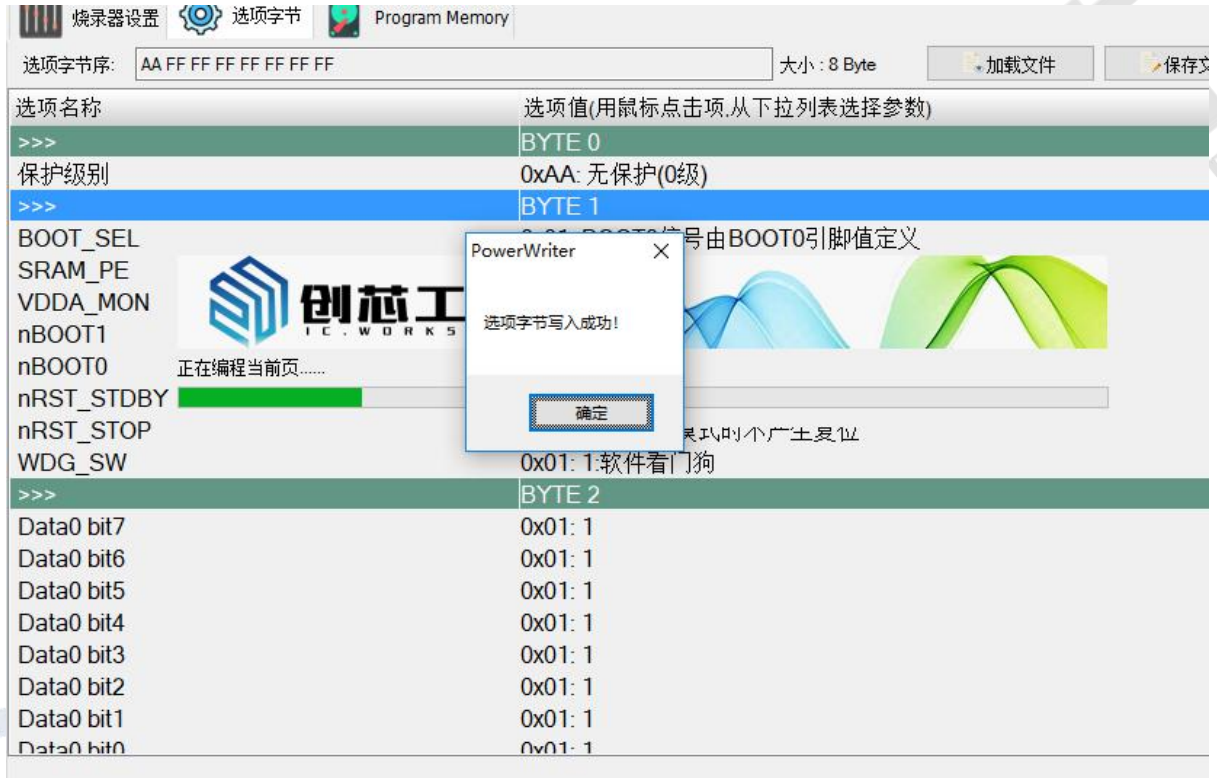 烧录器设置 选项字节 Program Memory
选项字节序: AA FF FF FF FF FF FF FF 大小 : 8 Byte 加载文件 保存文
选项名称 选项值(用鼠标点击项,从下拉列表选择参数)
>>> BYTE 0
保护级别 0xAA: 无保护(0级)
>>> BYTE 1
BOOT_SEL 号由BOOT0引脚值定义
PowerWriter
SRAM_PE
VDDA_MON 创芯工
选项字节写入成功!
IC.WORKS
nBOOT1
nBOOT0 正在编程当前页......
nRST_STDBY
确定
nRST_STOP 不产生复位
WDG_SW 0x01: 1:软件看门狗
>>> BYTE 2
Data0 bit7 0x01: 1
Data0 bit6 0x01: 1
Data0 bit5 0x01: 1
Data0 bit4 0x01: 1
Data0 bit3 0x01: 1
Data0 bit2 0x01: 1
Data0 bit1 0x01: 1
Data0 bit0 0x01: 1